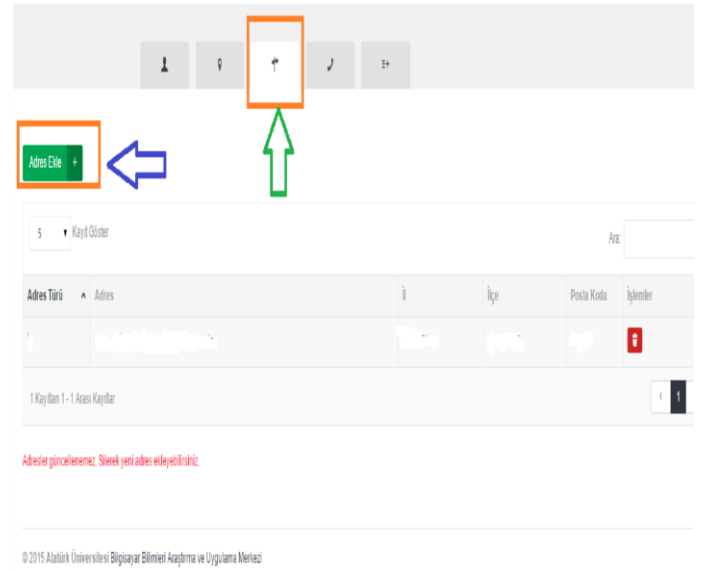 Adres Ekle +
5 Kayıt Göster
Ara:
Adres Türü Adres İl İlçe Posta Kodu İşlemler
1 Kayıttan 1 - 1 Arası Kayıtlar
‹ 1
Adresler güncellenemez. Silerek yeni adres ekleyebilirsiniz.
© 2015 Atatürk Üniversitesi Bilgisayar Bilimleri Araştırma ve Uygulama Merkezi